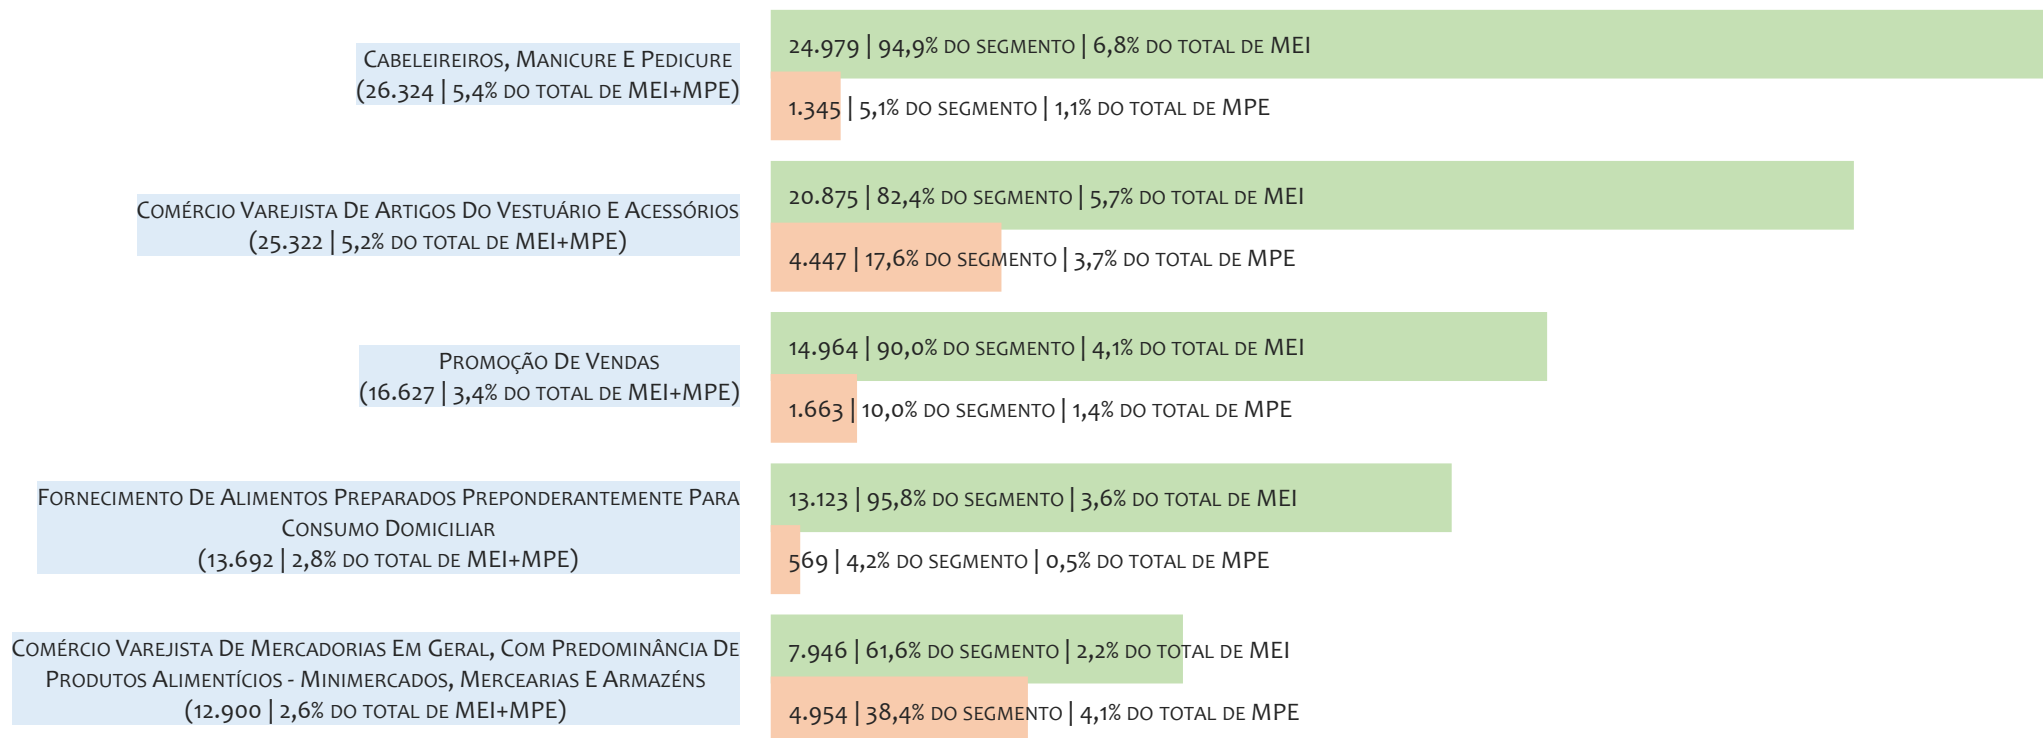 Cabeleireiros, Manicure E Pedicure
(26.324 | 5,4% do total de MEI+MPE)
24.979 | 94,9% do segmento | 6,8% do total de MEI
1.345 | 5,1% do segmento | 1,1% do total de MPE
Comércio Varejista De Artigos Do Vestuário E Acessórios
(25.322 | 5,2% do total de MEI+MPE)
20.875 | 82,4% do segmento | 5,7% do total de MEI
4.447 | 17,6% do segmento | 3,7% do total de MPE
Promoção De Vendas
(16.627 | 3,4% do total de MEI+MPE)
14.964 | 90,0% do segmento | 4,1% do total de MEI
1.663 | 10,0% do segmento | 1,4% do total de MPE
Fornecimento De Alimentos Preparados Preponderantemente Para
Consumo Domiciliar
(13.692 | 2,8% do total de MEI+MPE)
13.123 | 95,8% do segmento | 3,6% do total de MEI
569 | 4,2% do segmento | 0,5% do total de MPE
Comércio Varejista De Mercadorias Em Geral, Com Predominância De
Produtos Alimentícios - Minimercados, Mercearias E Armazéns
(12.900 | 2,6% do total de MEI+MPE)
7.946 | 61,6% do segmento | 2,2% do total de MEI
4.954 | 38,4% do segmento | 4,1% do total de MPE